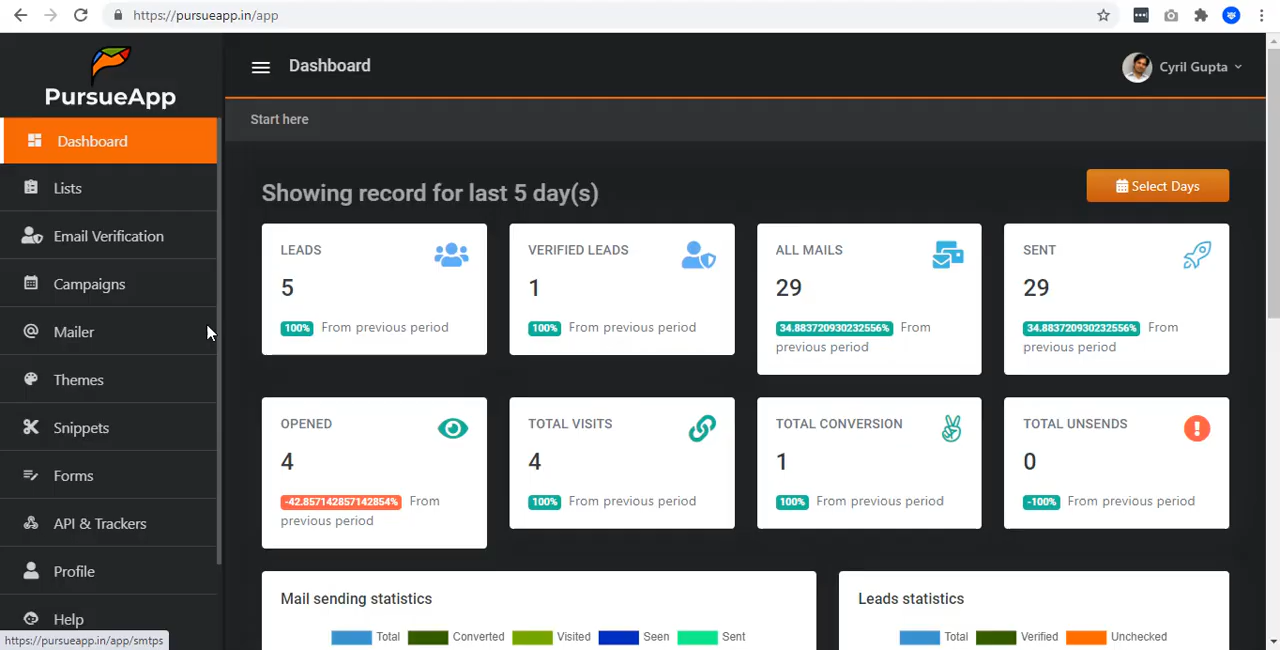 https://pursueapp.in/app
PursueApp
Dashboard
Cyril Gupta
Dashboard
Lists
Email Verification
Campaigns
Mailer
Themes
Snippets
Forms
API & Trackers
Profile
Help
Start here
Showing record for last 5 day(s)
Select Days
LEADS
5
100% From previous period
VERIFIED LEADS
1
100% From previous period
ALL MAILS
29
34.883720930232556% From
previous period
SENT
29
34.883720930232556% From
previous period
OPENED
4
-42.857142857142854% From
previous period
TOTAL VISITS
4
100% From previous period
TOTAL CONVERSION
1
100% From previous period
TOTAL UNSENDS
0
-100% From previous period
Mail sending statistics
Total Converted Visited Seen Sent
Leads statistics
Total Verified Unchecked
https://pursueapp.in/app/smtps